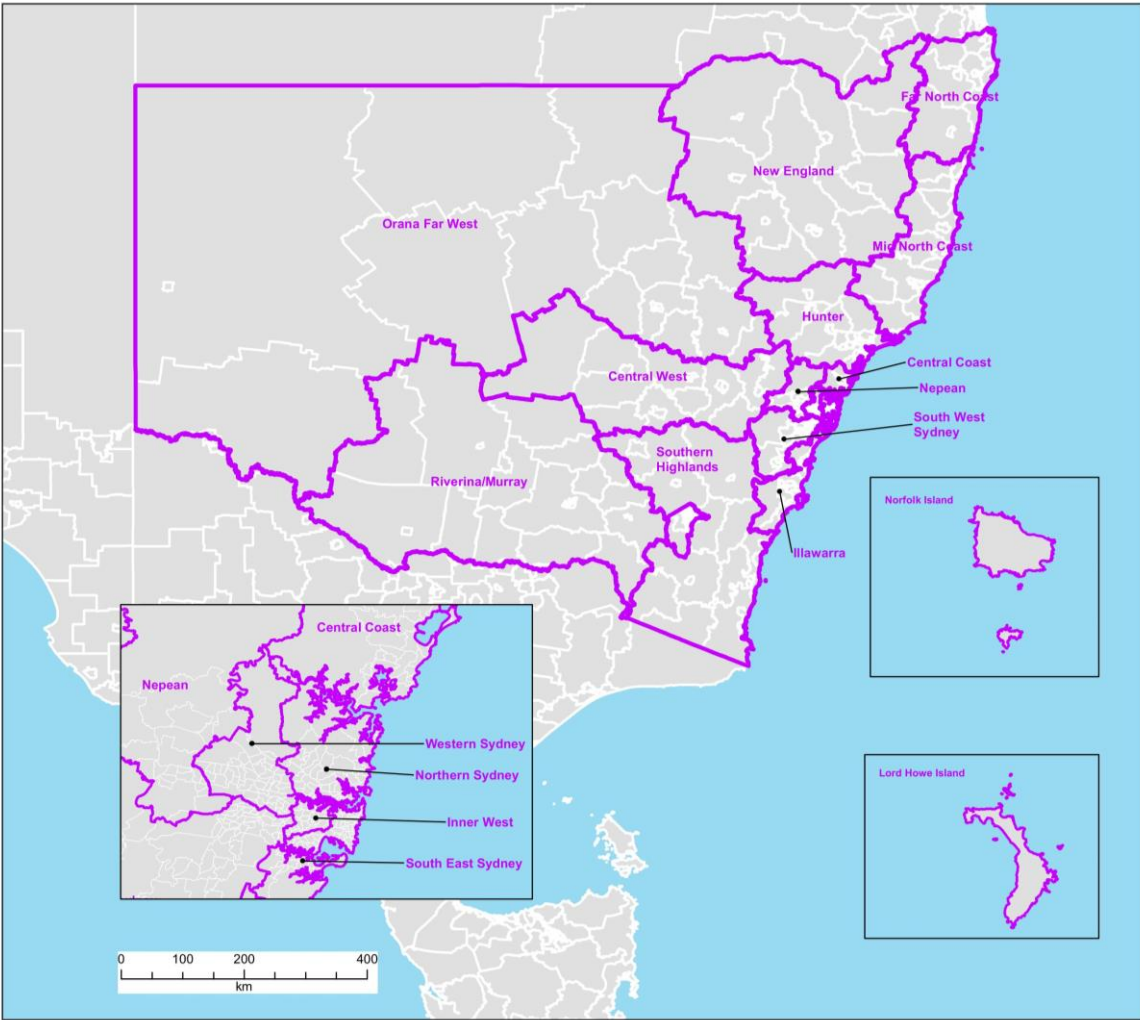 Far North Coast
New England
Orana Far West
Mid North Coast
Hunter
Central Coast
Central West
Nepean
South West
Sydney
Southern
Highlands
Riverina/Murray
Norfolk Island
Illawarra
Central Coast
Nepean
Western Sydney
Northern Sydney
Lord Howe Island
Inner West
South East Sydney
0 100 200 400
km